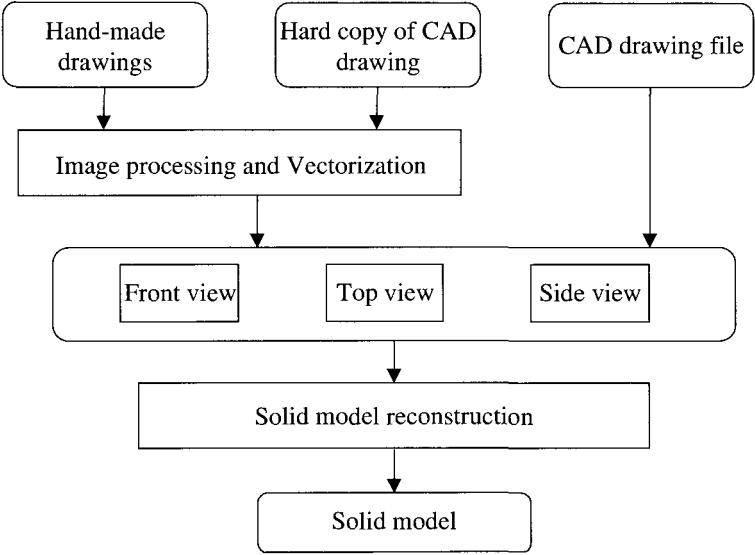 Hand-made
drawings
Hard copy of CAD
drawing
CAD drawing file
Image processing and Vectorization
Front view
Top view
Side view
Solid model reconstruction
Solid model